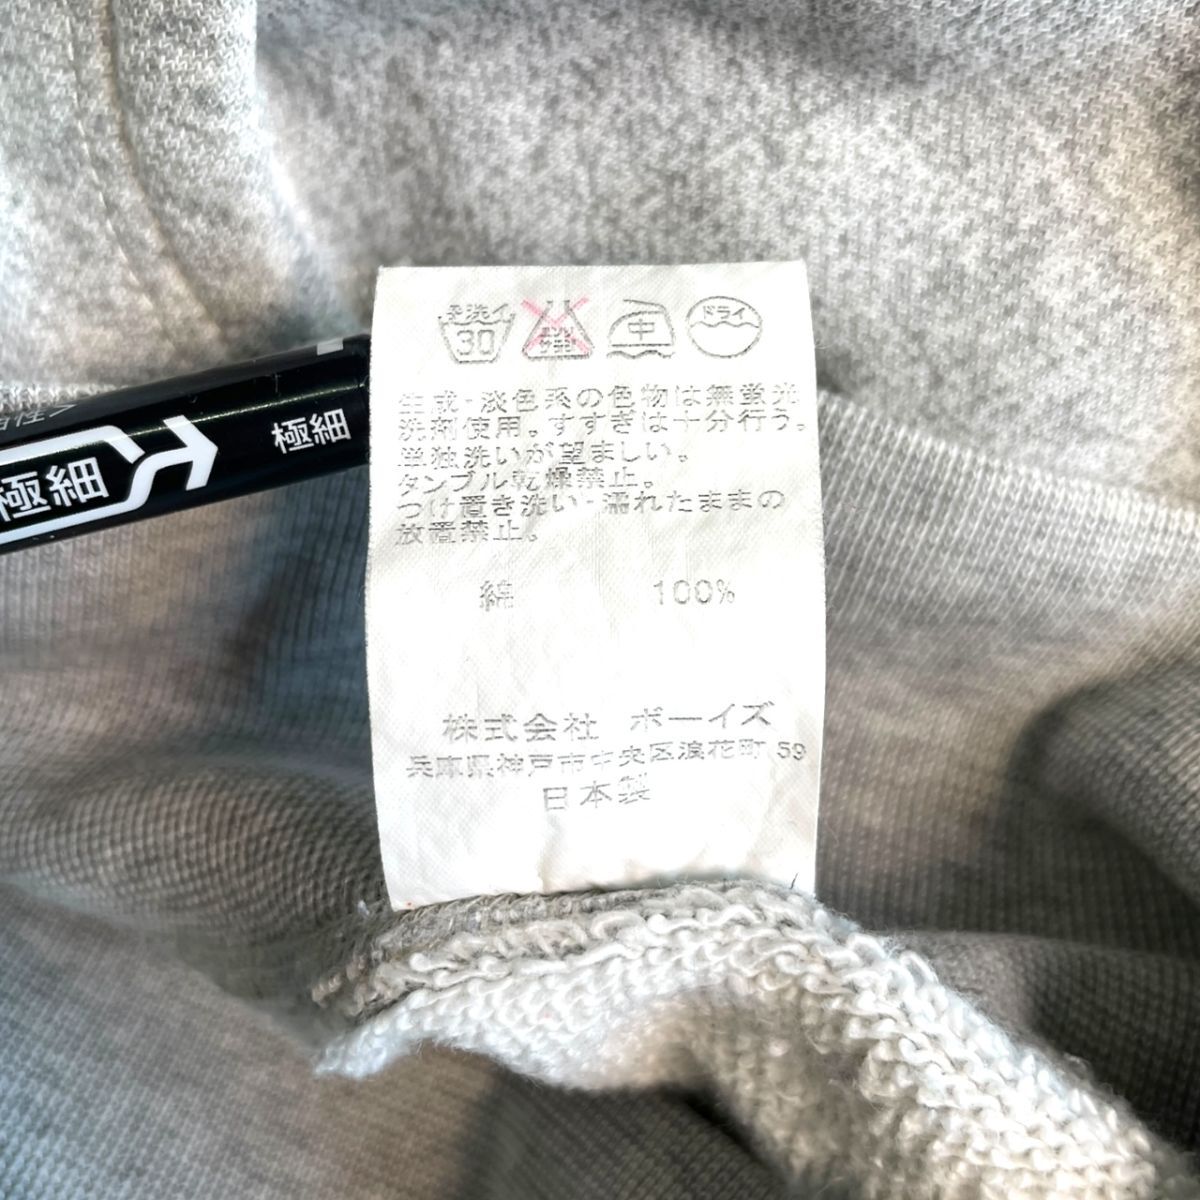 手洗イ
30
中
ドライ
生成・淡色系の色物は無蛍光
洗剤使用。すすぎは十分行う。
単独洗いが望ましい。
タンブル乾燥禁止。
つけ置き洗い・濡れたままの
放置禁止。
綿 100%
株式会社 ボーイズ
兵庫県神戸市中央区浪花町 59
日本製
極細
極細